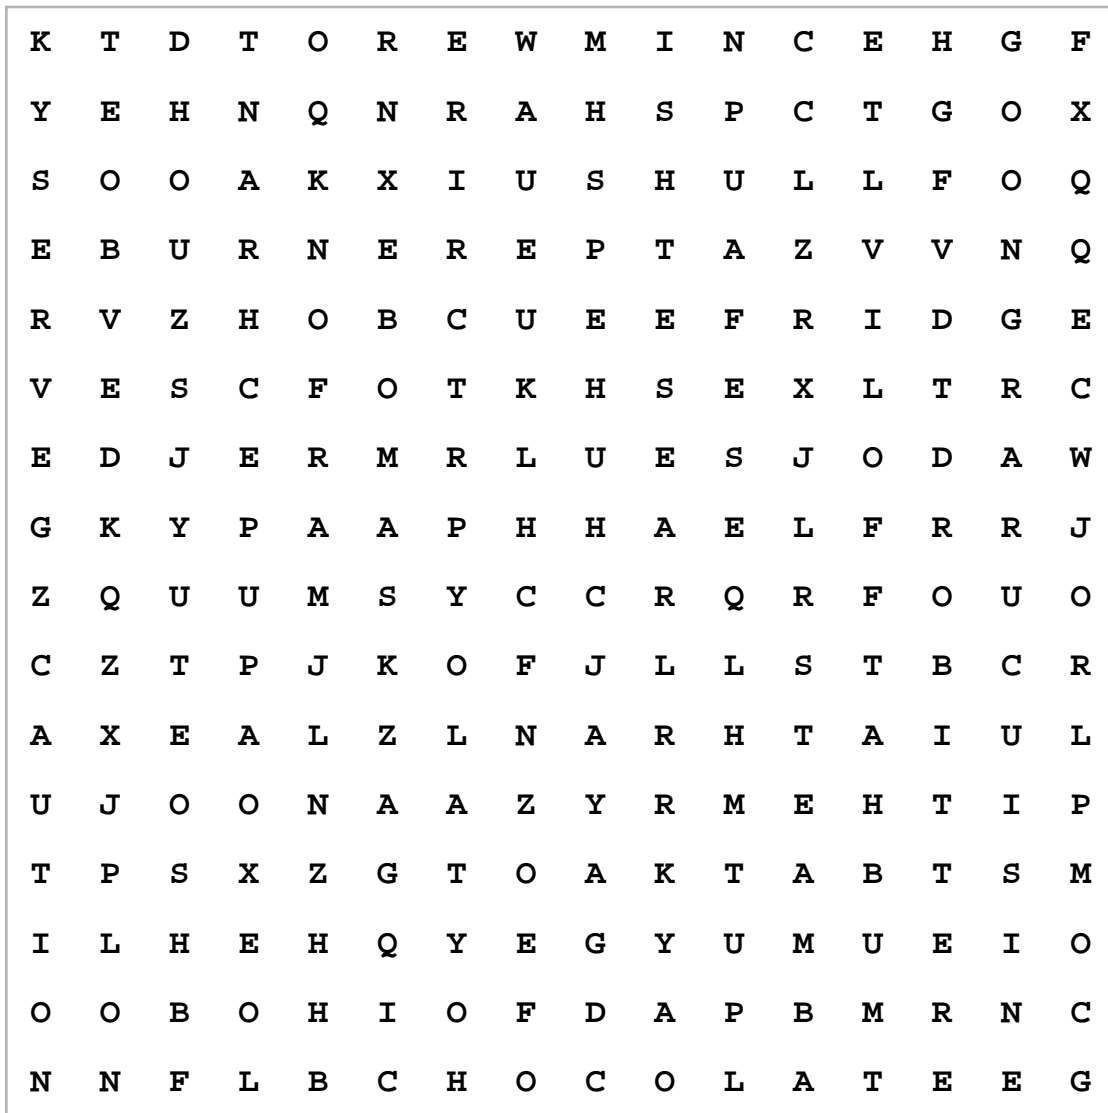 K T D T O R E W M I N C E H G F
Y E H N Q N R A H S P C T G O X
S O O A K X I U S H U L L F O Q
E B U R N E R E P T A Z V V N Q
R V Z H O B C U E E F R I D G E
V E S C F O T K H S E X L T R C
E D J E R M R L U E S J O D A W
G K Y P A A P H H A E L F R R J
Z Q U U M S Y C C R Q R F O U O
C Z T P J K O F J L L S T B C R
A X E A L Z L N A R H T A I U L
U J O O N A A Z Y R M E H T I P
T P S X Z G T O A K T A B T S M
I L H E H Q Y E G Y U M U E I O
O O B O H I O F D A P B M R N C
N N F L B C H O C O L A T E E G